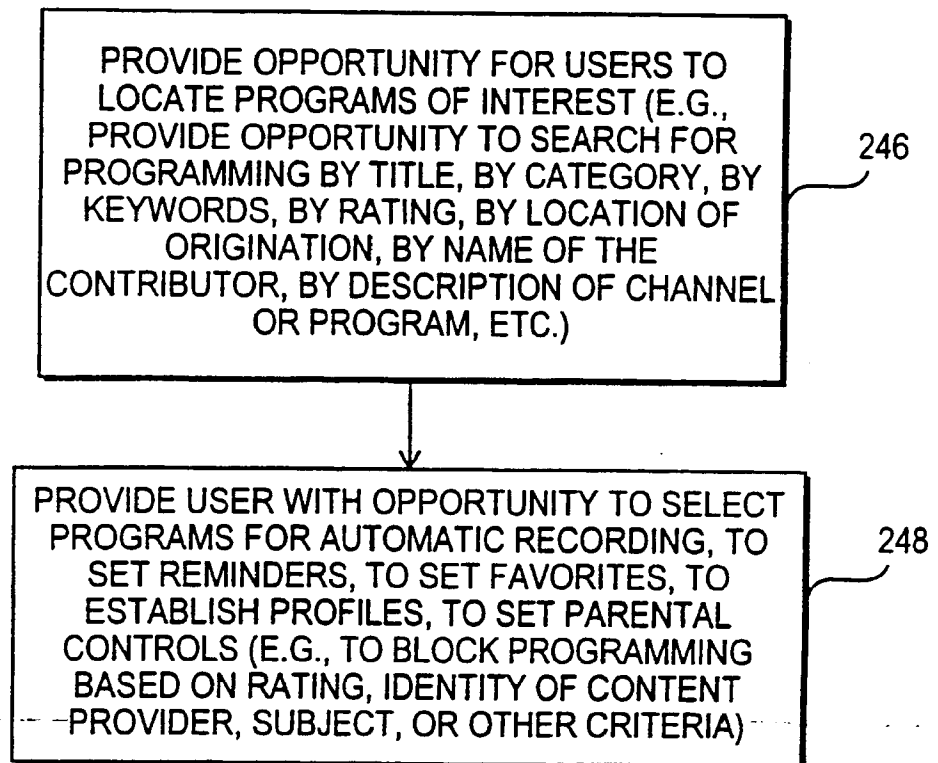 PROVIDE OPPORTUNITY FOR USERS TO
LOCATE PROGRAMS OF INTEREST (E.G.,
PROVIDE OPPORTUNITY TO SEARCH FOR
PROGRAMMING BY TITLE, BY CATEGORY, BY
KEYWORDS, BY RATING, BY LOCATION OF
ORIGINATION, BY NAME OF THE
CONTRIBUTOR, BY DESCRIPTION OF CHANNEL
OR PROGRAM, ETC.)
246
PROVIDE USER WITH OPPORTUNITY TO SELECT
PROGRAMS FOR AUTOMATIC RECORDING, TO
SET REMINDERS, TO SET FAVORITES, TO
ESTABLISH PROFILES, TO SET PARENTAL
CONTROLS (E.G., TO BLOCK PROGRAMMING
BASED ON RATING, IDENTITY OF CONTENT
PROVIDER, SUBJECT, OR OTHER CRITERIA)
248